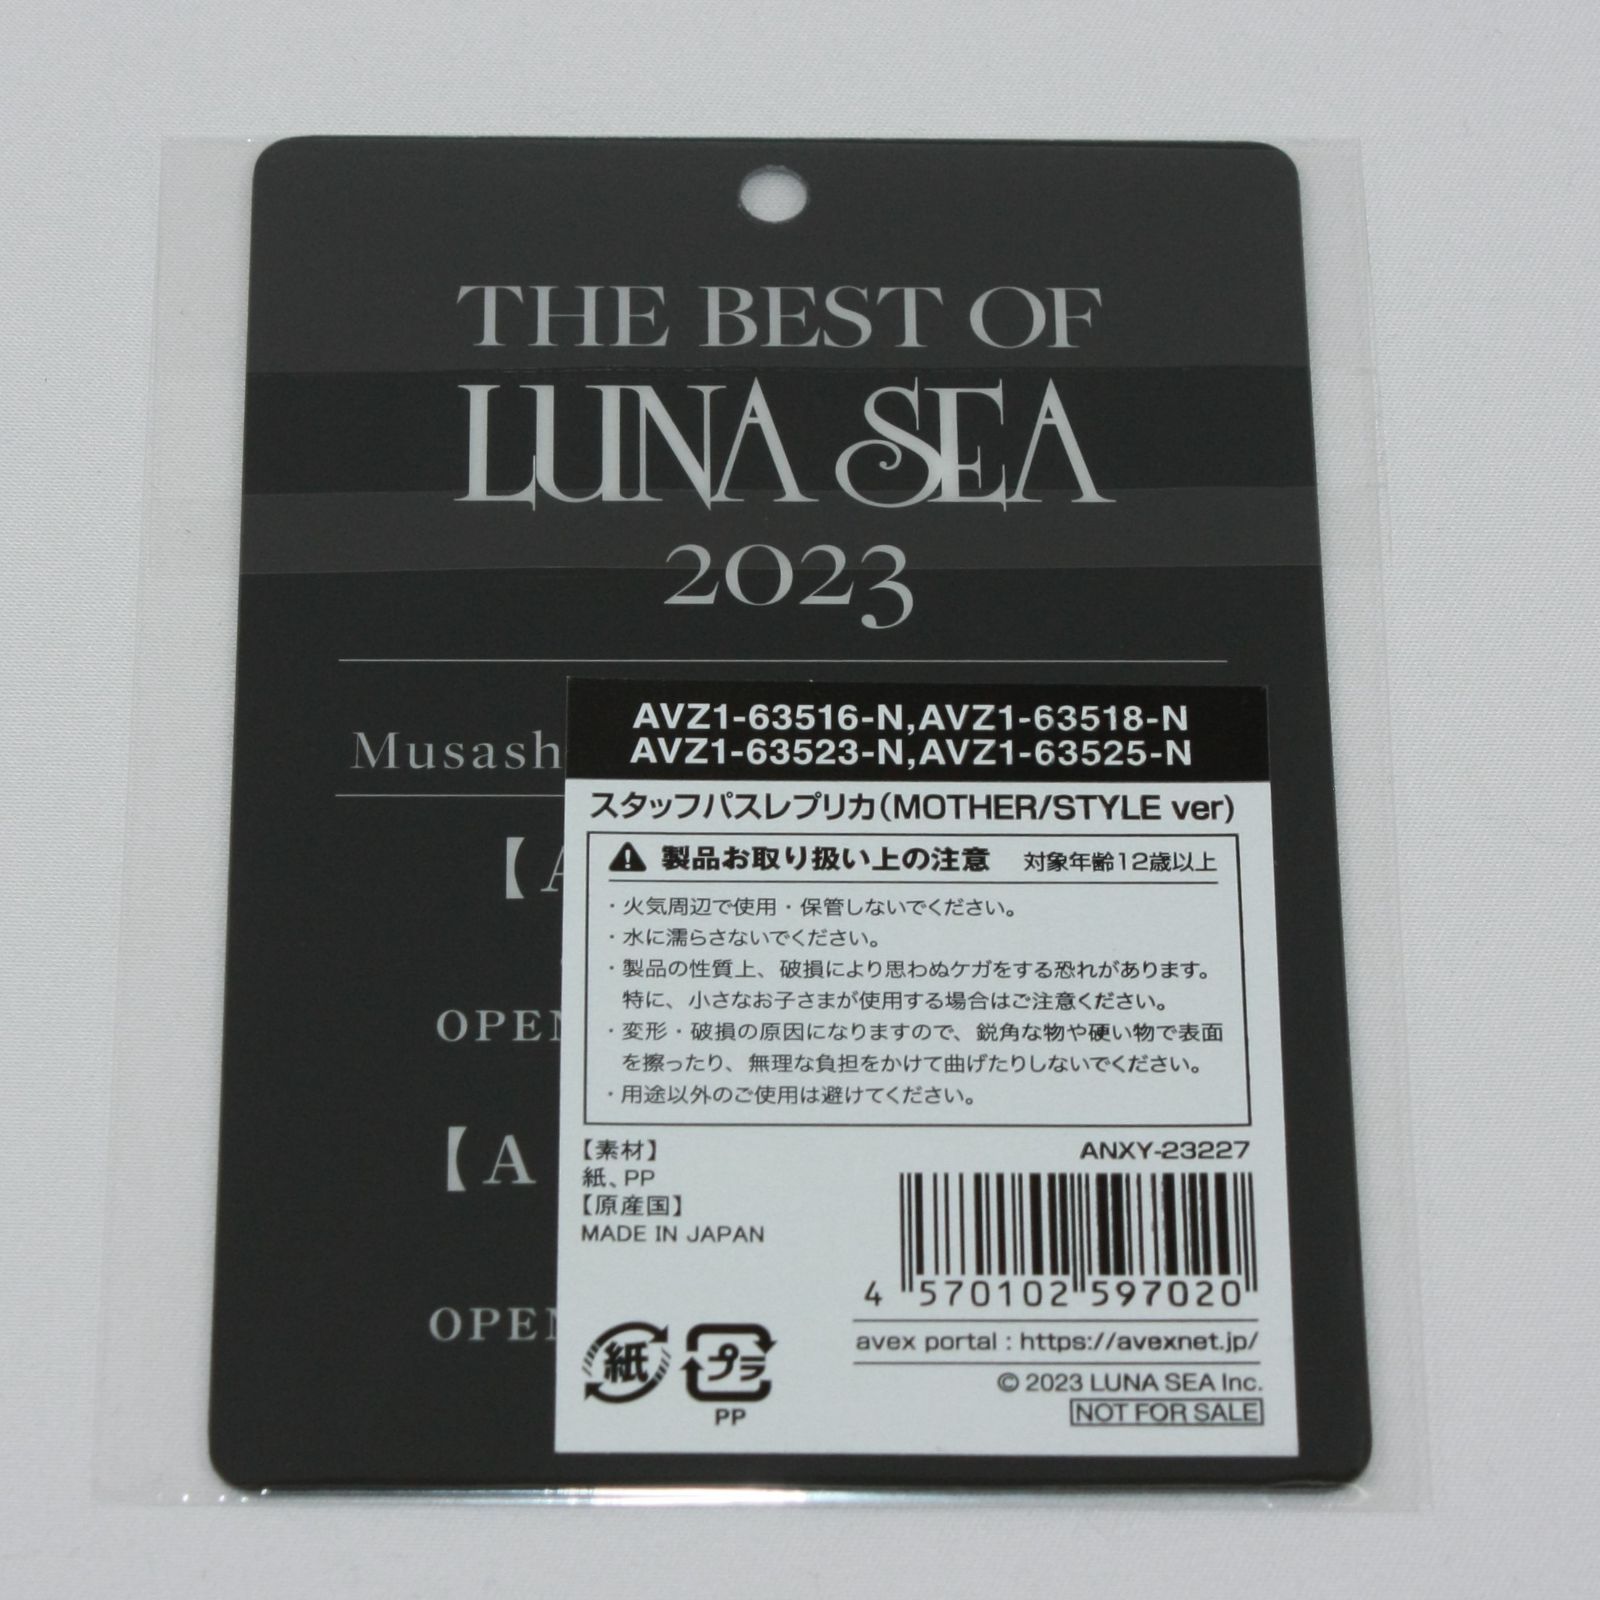 THE BEST OF
LUNA SEA
2023
AVZ1-63516-N,AVZ1-63518-N
AVZ1-63523-N,AVZ1-63525-N
スタッフパスレプリカ(MOTHER/STYLE ver)
製品お取り扱い上の注意 対象年齢12歳以上
・火気周辺で使用・保管しないでください。
・水に濡らさないでください。
・製品の性質上、破損により思わぬケガをする恐れがあります。
特に、小さなお子さまが使用する場合はご注意ください。
・変形・破損の原因になりますので、鋭角な物や硬い物で表面
を擦ったり、無理な負担をかけて曲げたりしないでください。
・用途以外のご使用は避けてください。
【素材】
紙、PP
【原産国】
MADE IN JAPAN
ANXY-23227
4 570102 597020
avex portal : https://avexnet.jp/
© 2023 LUNA SEA Inc.
NOT FOR SALE
紙
プラ
PP
Musash
【A
OPEN
【A
OPEN